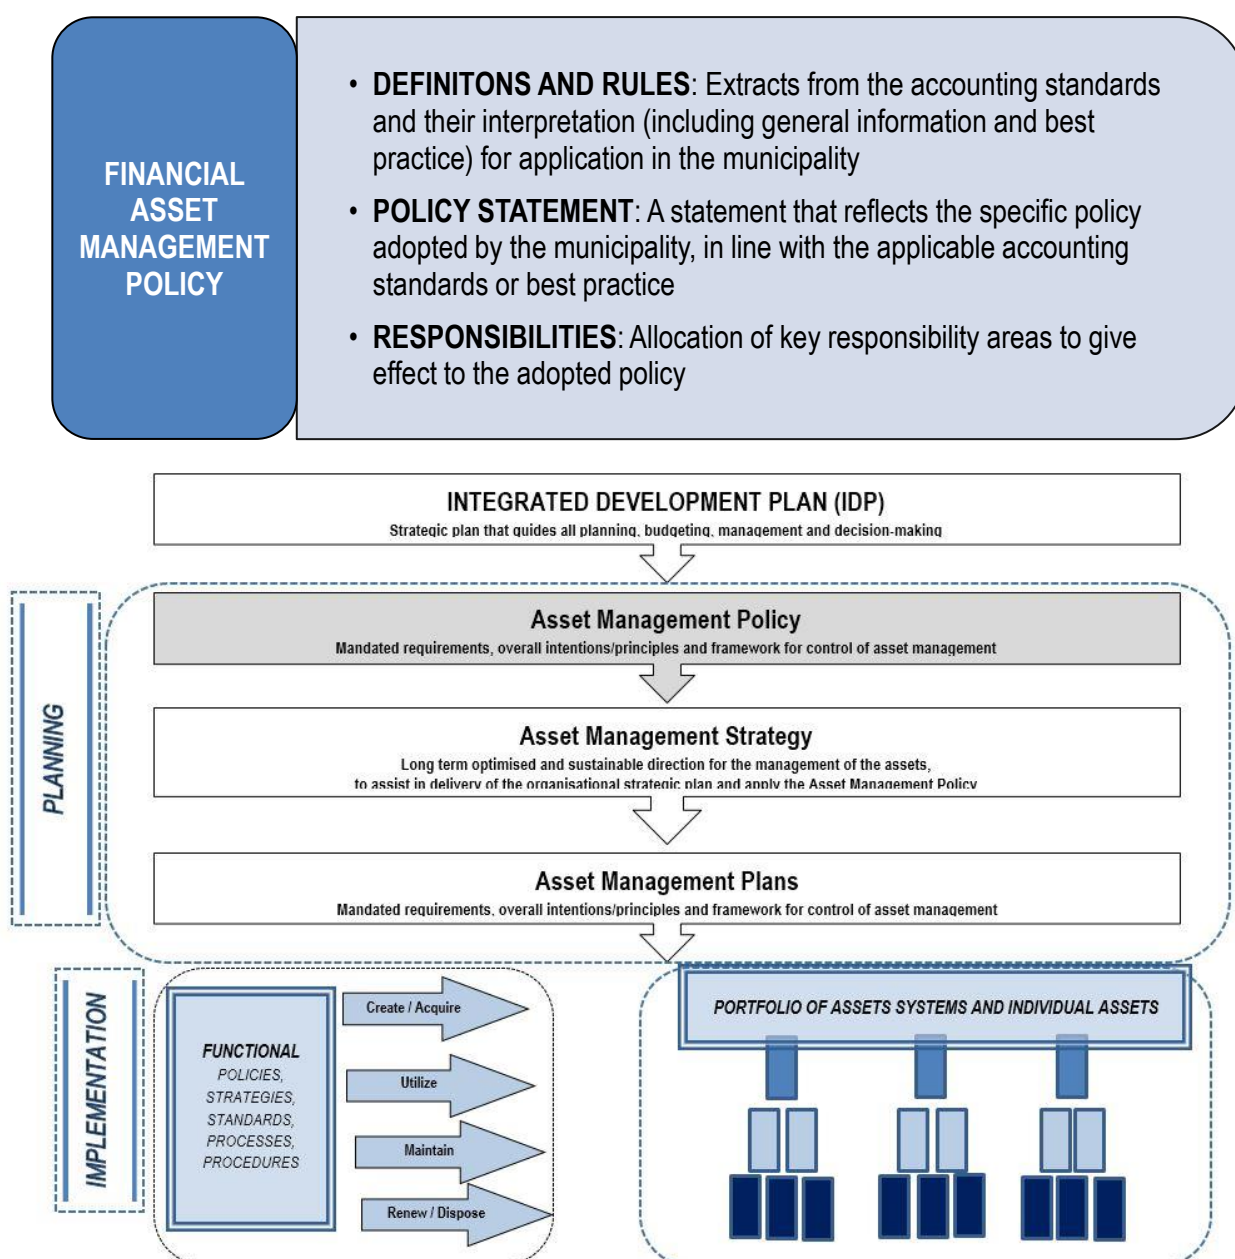 FINANCIAL
ASSET
MANAGEMENT
POLICY
• DEFINITONS AND RULES: Extracts from the accounting standards
and their interpretation (including general information and best
practice) for application in the municipality
• POLICY STATEMENT: A statement that reflects the specific policy
adopted by the municipality, in line with the applicable accounting
standards or best practice
• RESPONSIBILITIES: Allocation of key responsibility areas to give
effect to the adopted policy
INTEGRATED DEVELOPMENT PLAN (IDP)
Strategic plan that guides all planning, budgeting, management and decision-making
PLANNING
Asset Management Policy
Mandated requirements, overall intentions/principles and framework for control of asset management
Asset Management Strategy
Long term optimised and sustainable direction for the management of the assets,
to assist in delivery of the organisational strategic plan and apply the Asset Management Policy
Asset Management Plans
Mandated requirements, overall intentions/principles and framework for control of asset management
IMPLEMENTATION
FUNCTIONAL
POLICIES,
STRATEGIES,
STANDARDS,
PROCESSES,
PROCEDURES
Create / Acquire
Utilize
Maintain
Renew / Dispose
PORTFOLIO OF ASSETS SYSTEMS AND INDIVIDUAL ASSETS